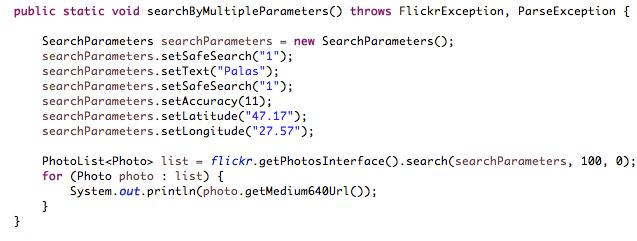 public static void searchByMultipleParameters() throws FlickrException, ParseException {
SearchParameters searchParameters = new SearchParameters();
searchParameters.setSafeSearch("1");
searchParameters.setText("Palas");
searchParameters.setSafeSearch("1");
searchParameters.setAccuracy(11);
searchParameters.setLatitude("47.17");
searchParameters.setLongitude("27.57");
PhotoList<Photo> list = flickr.getPhotosInterface().search(searchParameters, 100, 0);
for (Photo photo : list) {
System.out.println(photo.getMedium640Url());
}
}